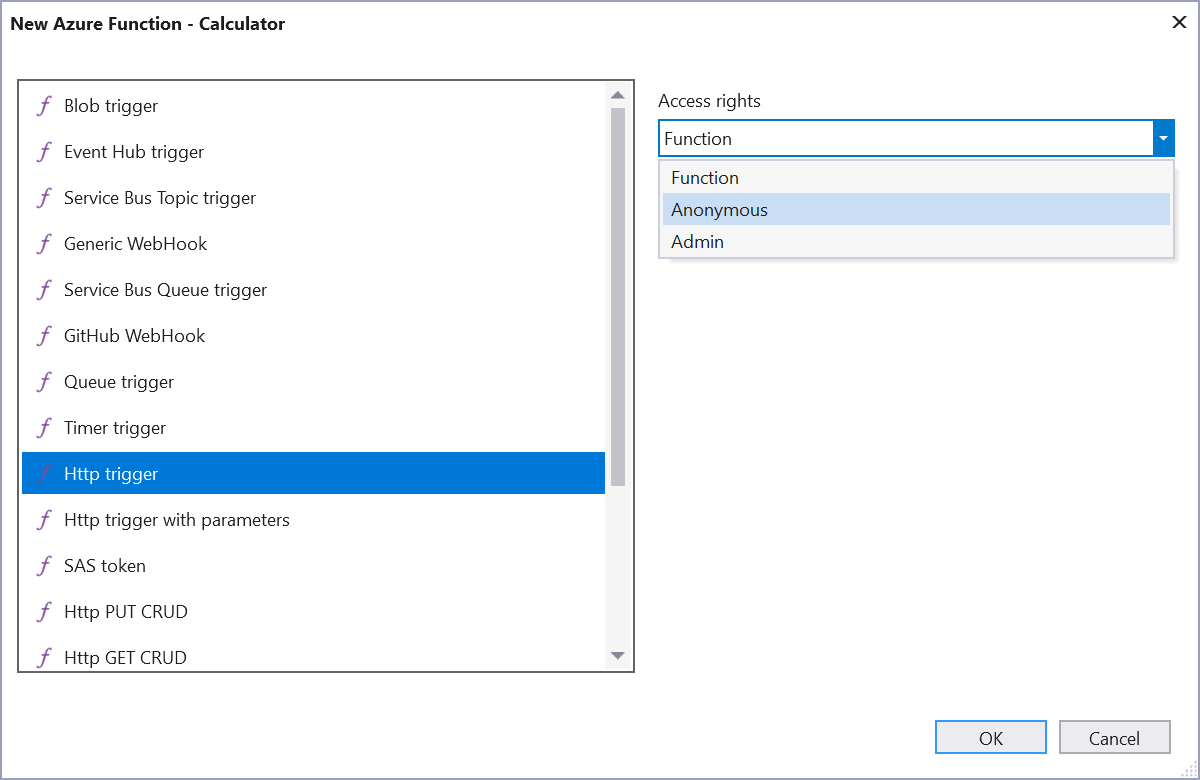 New Azure Function - Calculator
Blob trigger
Event Hub trigger
Service Bus Topic trigger
Generic WebHook
Service Bus Queue trigger
GitHub WebHook
Queue trigger
Timer trigger
Http trigger
Http trigger with parameters
SAS token
Http PUT CRUD
Http GET CRUD
Access rights
Function
Function
Anonymous
Admin
OK
Cancel